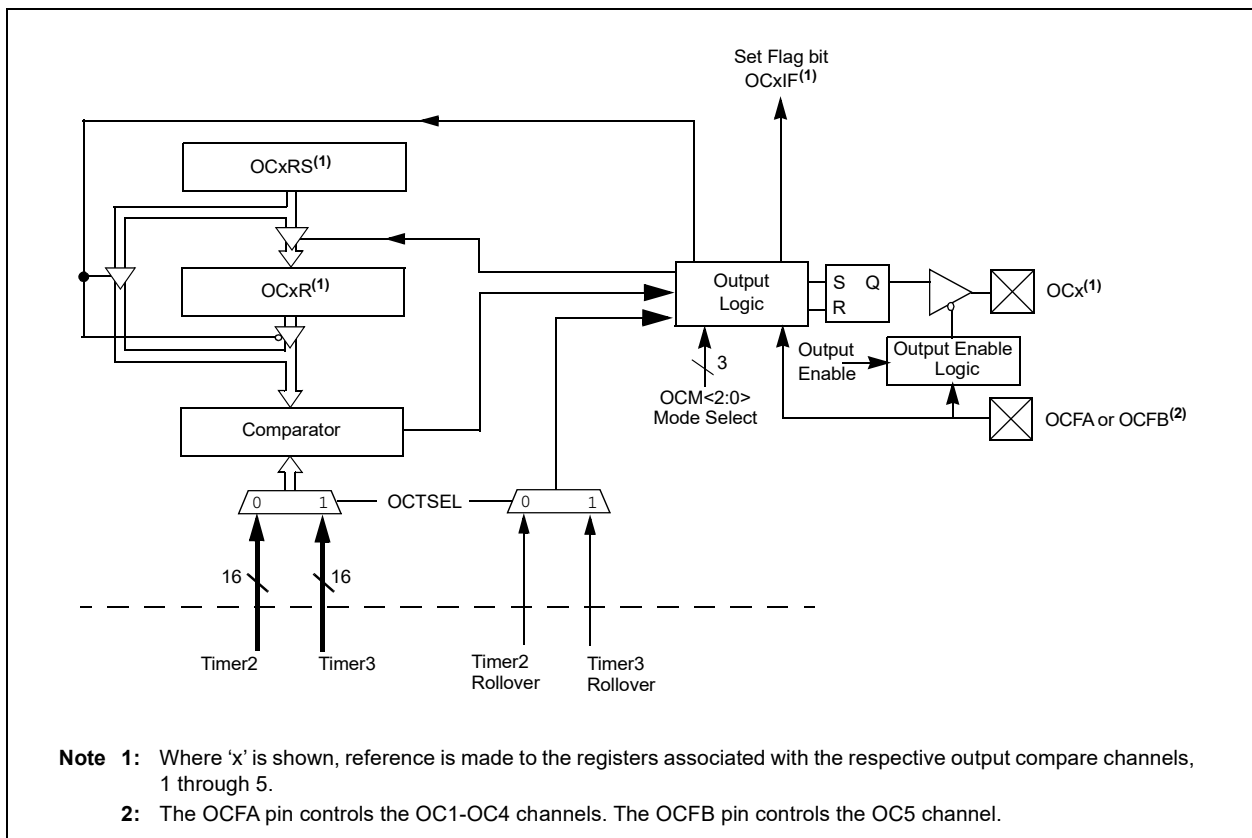 Set Flag bit
OCxIF(1)
OCxRS(1)
OCxR(1)
Output
Logic
S Q
R
OCx(1)
Output
Enable
Output Enable
Logic
3
OCM<2:0>
Mode Select
OCFA or OCFB(2)
Comparator
0 1
OCTSEL
0 1
16
16
Timer2
Timer3
Timer2
Rollover
Timer3
Rollover
Note 1: Where ‘x’ is shown, reference is made to the registers associated with the respective output compare channels,
1 through 5.
2: The OCFA pin controls the OC1-OC4 channels. The OCFB pin controls the OC5 channel.